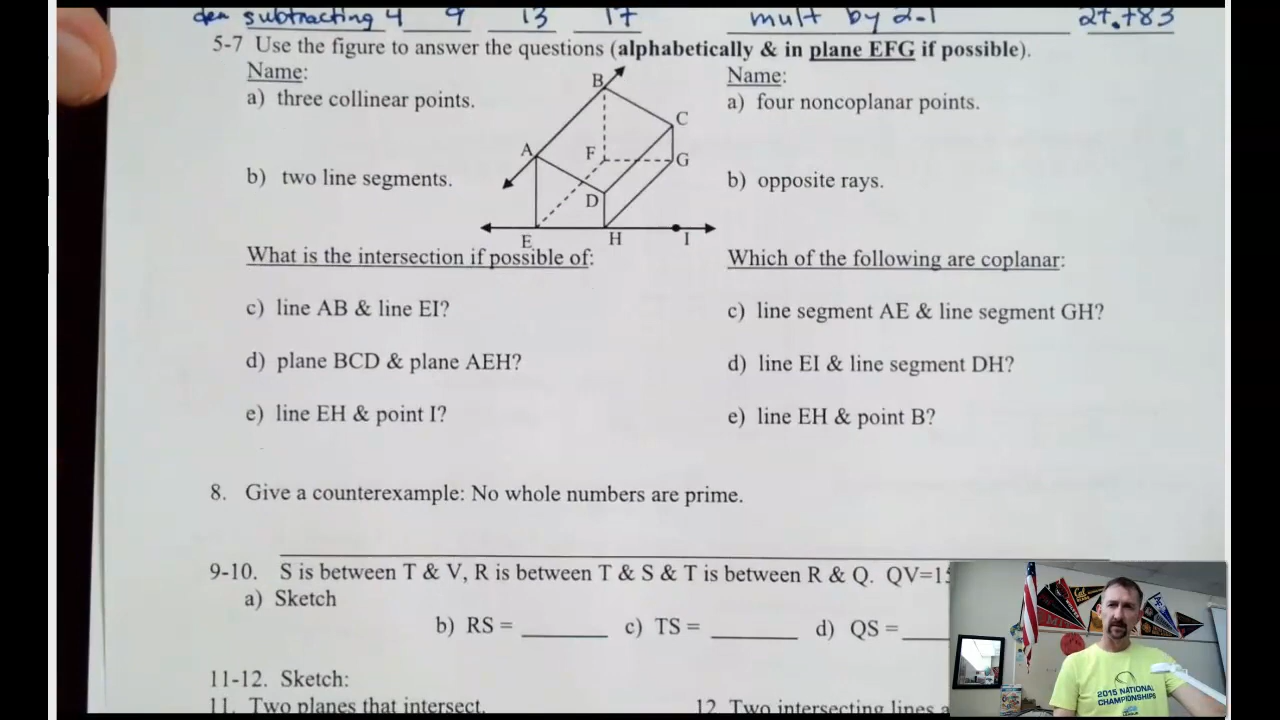 subtracting 4 9 13 17 mult by 2.1
5-7 Use the figure to answer the questions (alphabetically & in plane EFG if possible).
Name: Name:
a) three collinear points. a) four noncoplanar points.
b) two line segments. b) opposite rays.
B
C
A F G
D
E H I
What is the intersection if possible of: Which of the following are coplanar:
c) line AB & line EI? c) line segment AE & line segment GH?
d) plane BCD & plane AEH? d) line EI & line segment DH?
e) line EH & point I? e) line EH & point B?
8. Give a counterexample: No whole numbers are prime.
9-10. S is between T & V, R is between T & S & T is between R & Q. QV=1
a) Sketch
b) RS = ______ c) TS = ______ d) QS =
11-12. Sketch:
11. Two planes that intersect. 12 Two intersecting lines
Cal
2015 NATIONAL
CHAMPIONSHIPS